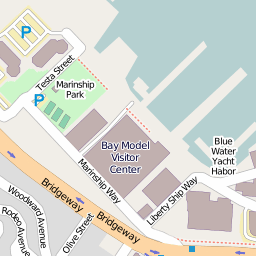 P
Testa Street
Marinship
Park
P
Bay Model
Visitor
Center
Blue
Water
Yacht
Habor
Marinship Way
Liberty Ship Way
Bridgeway
Bridgeway
Woodward Avenue
Rodeo Avenue
Olive Street